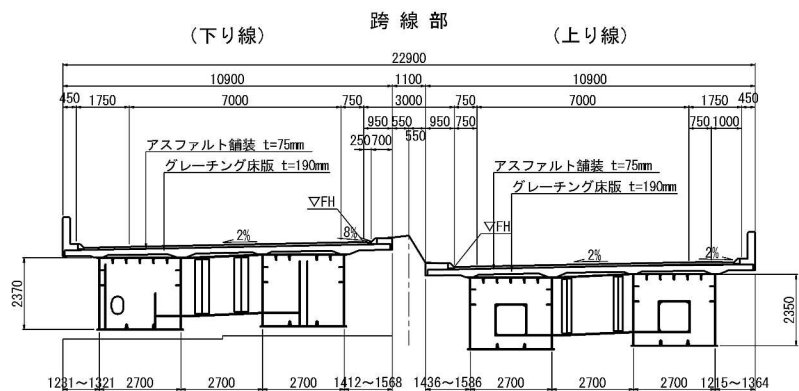 跨線部
(下り線)
(上り線)
22900
10900 1100 10900
450 1750 7000 750 3000 750 7000 1750 450
950 550 950 750 750 1000
250 700 550
アスファルト舗装 t=75mm
グレーチング床版 t=190mm
アスファルト舗装 t=75mm
グレーチング床版 t=190mm
▽FH
▽FH
2% 8%
2% 2%
2370
2350
1231~1321 2700 2700 2700 1412~1568 1436~1586 2700 2700 2700 1215~1364